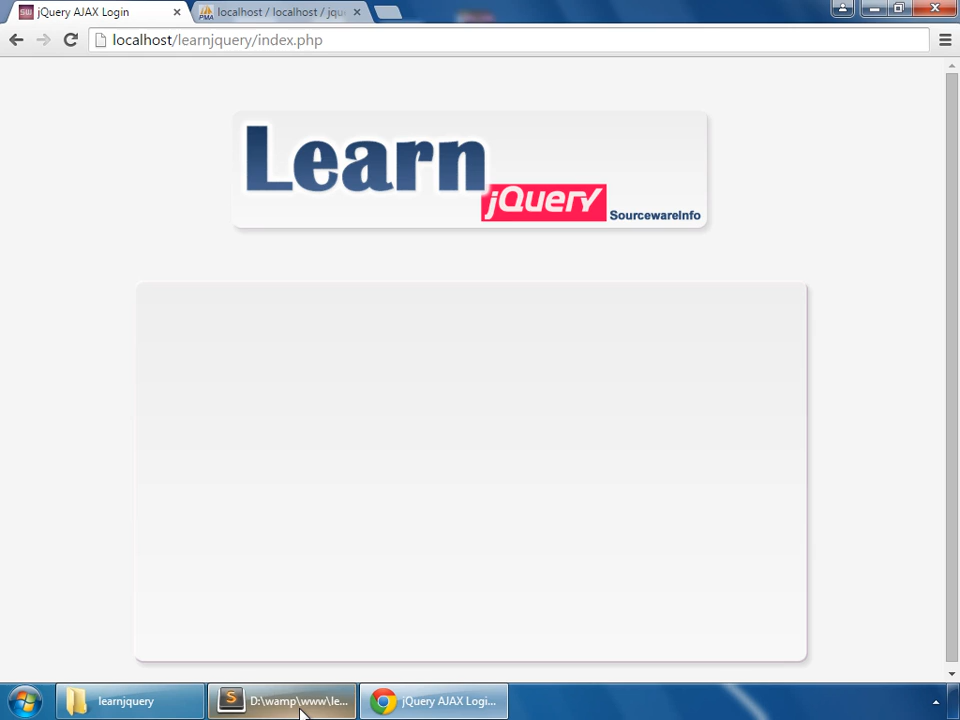 jQuery AJAX Login
localhost / localhost / jqu
localhost/learnjquery/index.php
Learn
jQuery
SourcewareInfo
learnjquery
D:\wamp\www\le...
jQuery AJAX Logi...